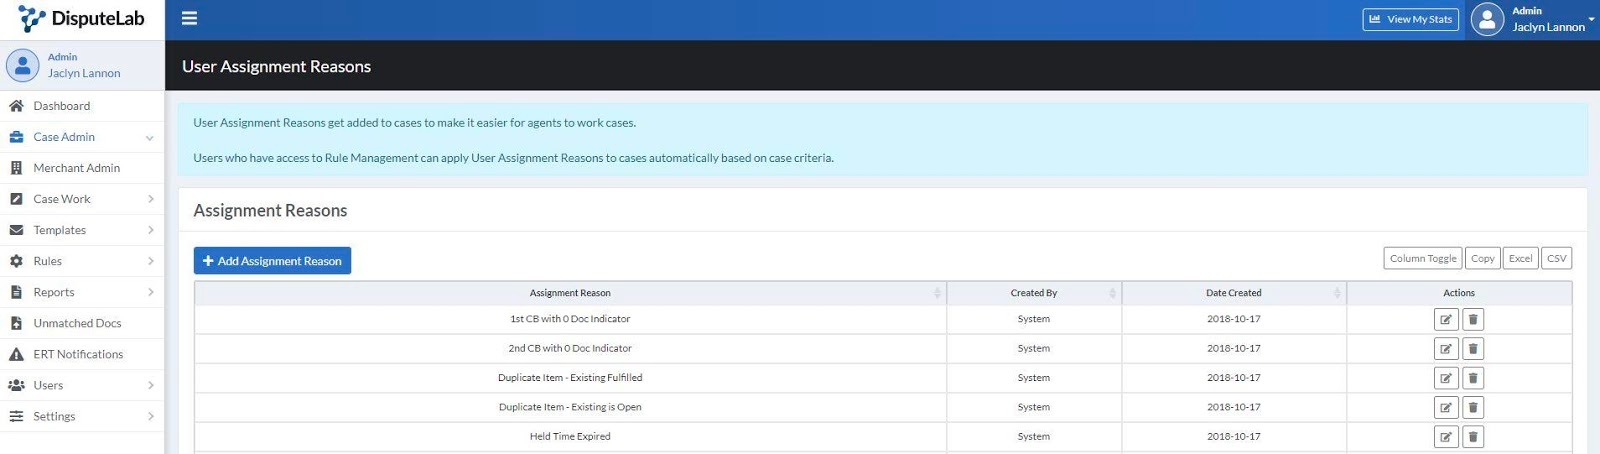 DisputeLab
View My Stats
Admin
Jaclyn Lannon
Admin
Jaclyn Lannon
User Assignment Reasons
Dashboard
Case Admin
Merchant Admin
Case Work
Templates
Rules
Reports
Unmatched Docs
ERT Notifications
Users
Settings
User Assignment Reasons get added to cases to make it easier for agents to work cases.
Users who have access to Rule Management can apply User Assignment Reasons to cases automatically based on case criteria.
Assignment Reasons
Add Assignment Reason
Column Toggle Copy Excel CSV
Assignment Reason Created By Date Created Actions
1st CB with 0 Doc Indicator System 2018-10-17
2nd CB with 0 Doc Indicator System 2018-10-17
Duplicate Item - Existing Fulfilled System 2018-10-17
Duplicate Item - Existing is Open System 2018-10-17
Held Time Expired System 2018-10-17